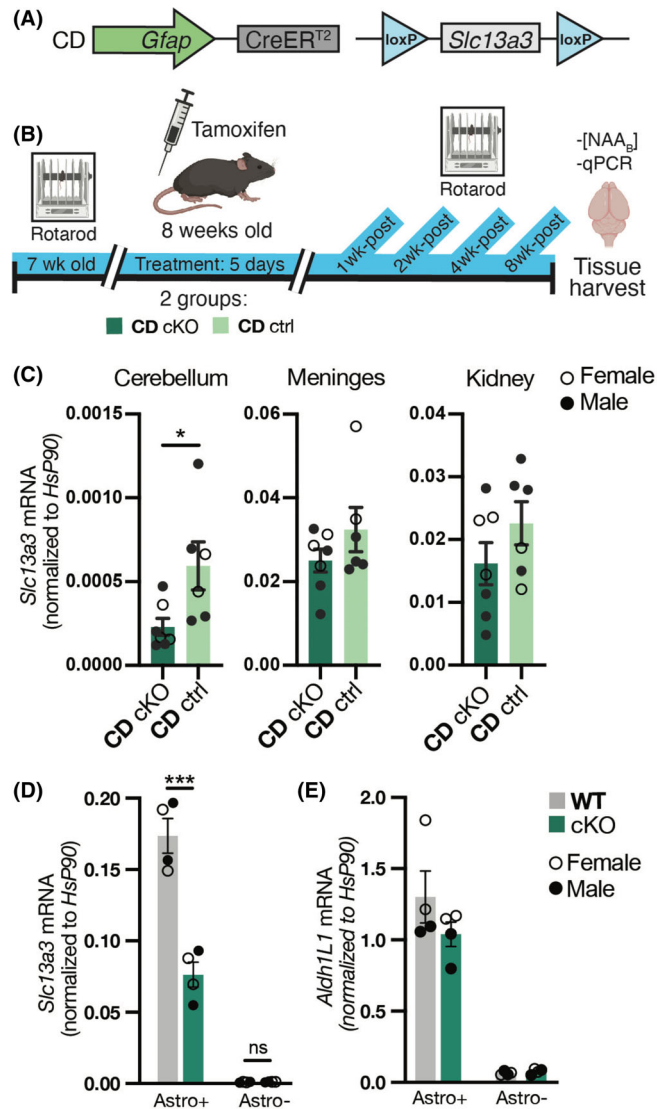 (A)
CD Gfap CreERT2 loxP Slc13a3 loxP
(B)
Tamoxifen
8 weeks old
Rotarod
Rotarod
-[NAAB]
-qPCR
7 wk old
Treatment: 5 days
1wk-post
2wk-post
4wk-post
8wk-post
Tissue
harvest
2 groups:
CD cKO CD ctrl
(C)
Cerebellum
Meninges
Kidney
Female
Male
Slc13a3 mRNA
(normalized to HsP90)
0.0015
0.0010
0.0005
0.0000
*
CD cKO
CD ctrl
0.06
0.04
0.02
0.00
CD cKO
CD ctrl
0.04
0.03
0.02
0.01
0.00
CD cKO
CD ctrl
(D)
Slc13a3 mRNA
(normalized to HsP90)
0.20
0.15
0.10
0.05
0.00
***
ns
Astro+
Astro-
(E)
Aldh1L1 mRNA
(normalized to HsP90)
2.0
1.5
1.0
0.5
0.0
Astro+
Astro-
WT
cKO
Female
Male